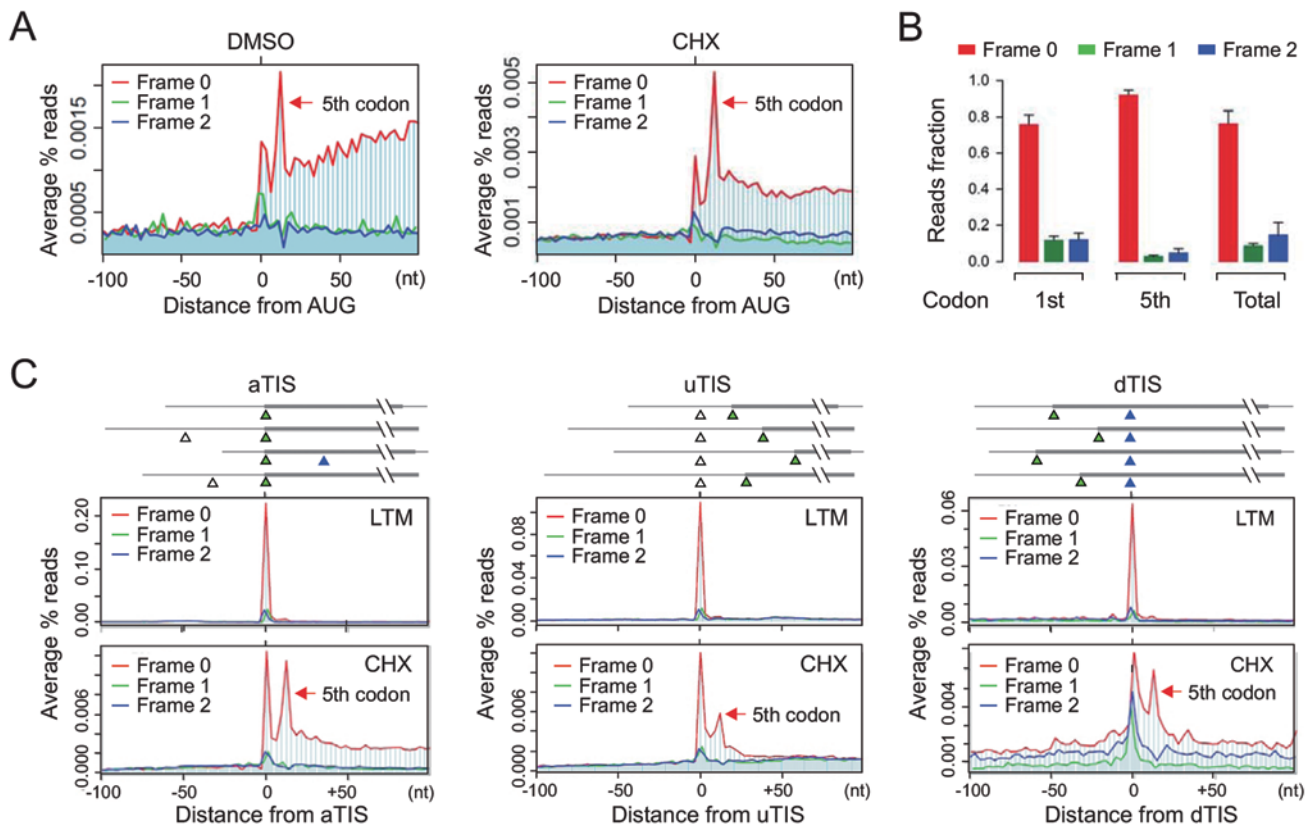 A
DMSO
Average % reads
0.0015
0.0005
Frame 0
Frame 1
Frame 2
5th codon
-100
-50
0
50
(nt)
Distance from AUG
CHX
Average % reads
0.005
0.003
0.001
Frame 0
Frame 1
Frame 2
5th codon
-100
-50
0
50
(nt)
Distance from AUG
B
Frame 0 Frame 1 Frame 2
Reads fraction
1.0
0.8
0.6
0.4
0.2
0.0
Codon 1st 5th Total
C
aTIS
Average % reads
0.20
0.10
0.00
Frame 0
Frame 1
Frame 2
LTM
0.006
0.000
Frame 0
Frame 1
Frame 2
CHX
5th codon
-100
-50
0
+50
(nt)
Distance from aTIS
uTIS
Average % reads
0.08
0.04
0.00
Frame 0
Frame 1
Frame 2
LTM
0.006
0.000
Frame 0
Frame 1
Frame 2
CHX
5th codon
-100
-50
0
+50
(nt)
Distance from uTIS
dTIS
Average % reads
0.06
0.03
0.00
Frame 0
Frame 1
Frame 2
LTM
0.004
0.001
Frame 0
Frame 1
Frame 2
CHX
5th codon
-100
-50
0
+50
(nt)
Distance from dTIS